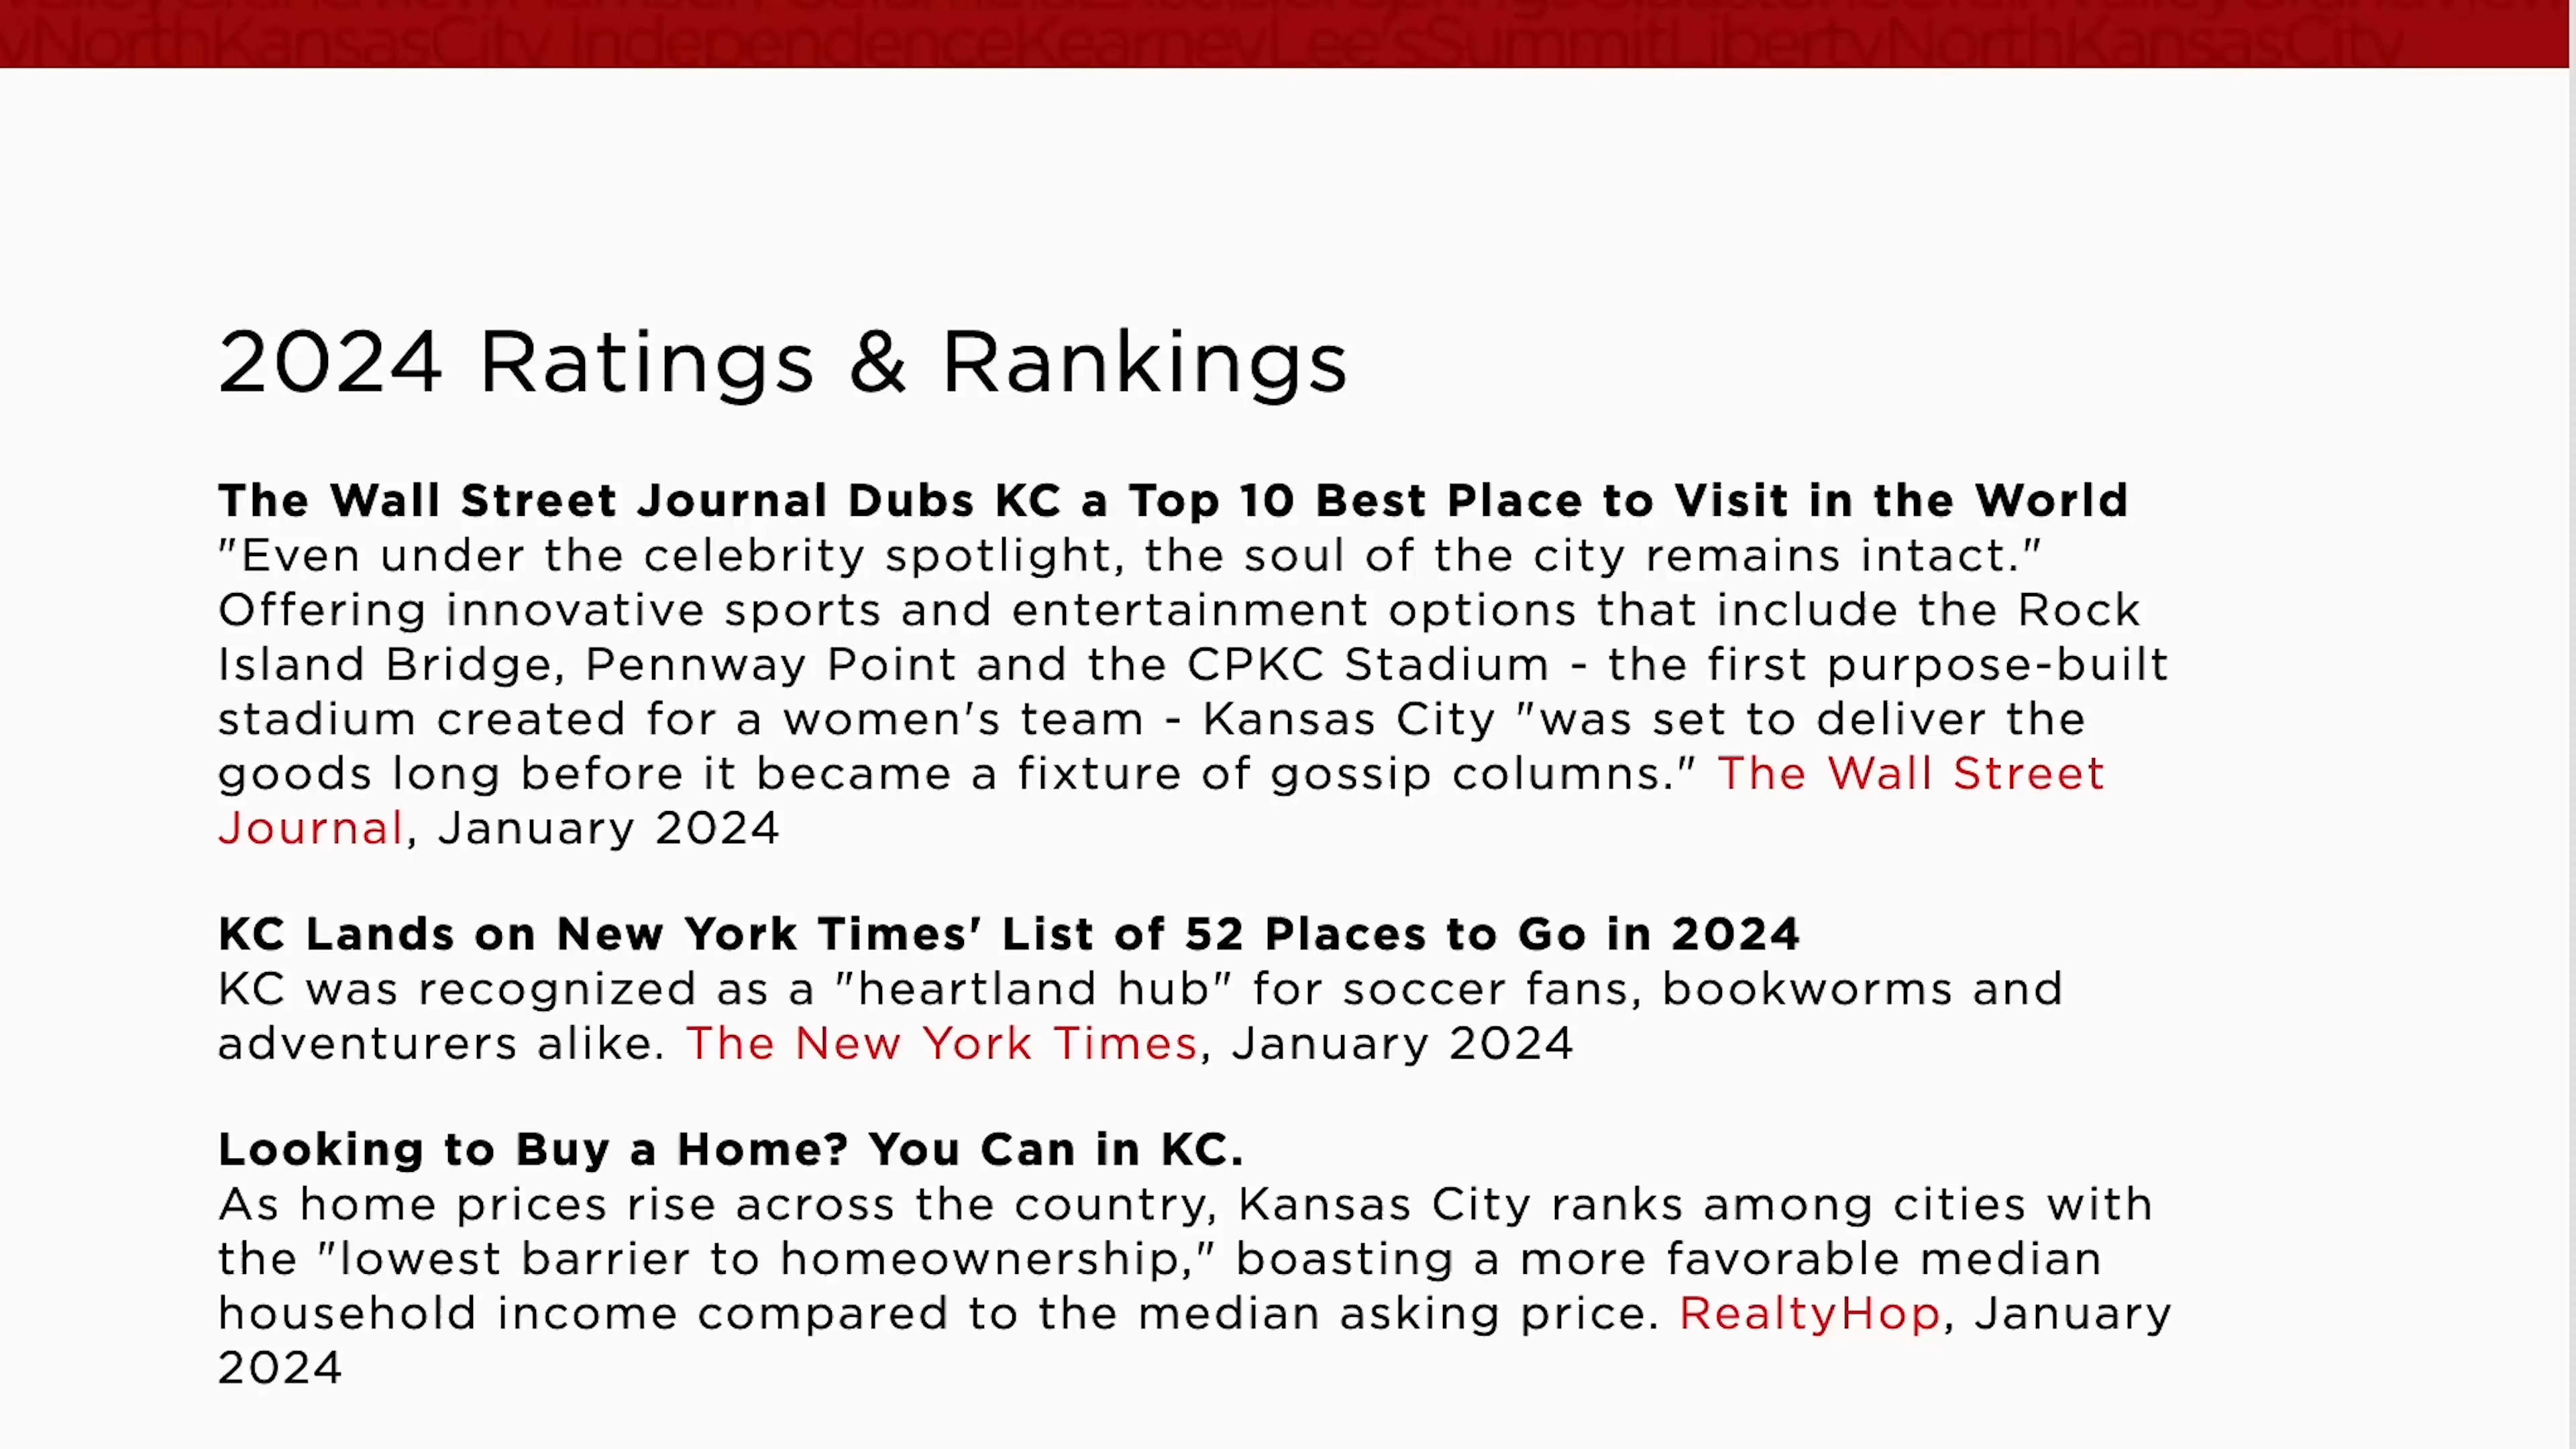 yNorthKansasCity IndependenceKearneyLee'sSummitLibertyNorthKansasCity
2024 Ratings & Rankings
The Wall Street Journal Dubs KC a Top 10 Best Place to Visit in the World
"Even under the celebrity spotlight, the soul of the city remains intact."
Offering innovative sports and entertainment options that include the Rock
Island Bridge, Pennway Point and the CPKC Stadium - the first purpose-built
stadium created for a women's team - Kansas City "was set to deliver the
goods long before it became a fixture of gossip columns." The Wall Street
Journal, January 2024
KC Lands on New York Times' List of 52 Places to Go in 2024
KC was recognized as a "heartland hub" for soccer fans, bookworms and
adventurers alike. The New York Times, January 2024
Looking to Buy a Home? You Can in KC.
As home prices rise across the country, Kansas City ranks among cities with
the "lowest barrier to homeownership," boasting a more favorable median
household income compared to the median asking price. RealtyHop, January
2024